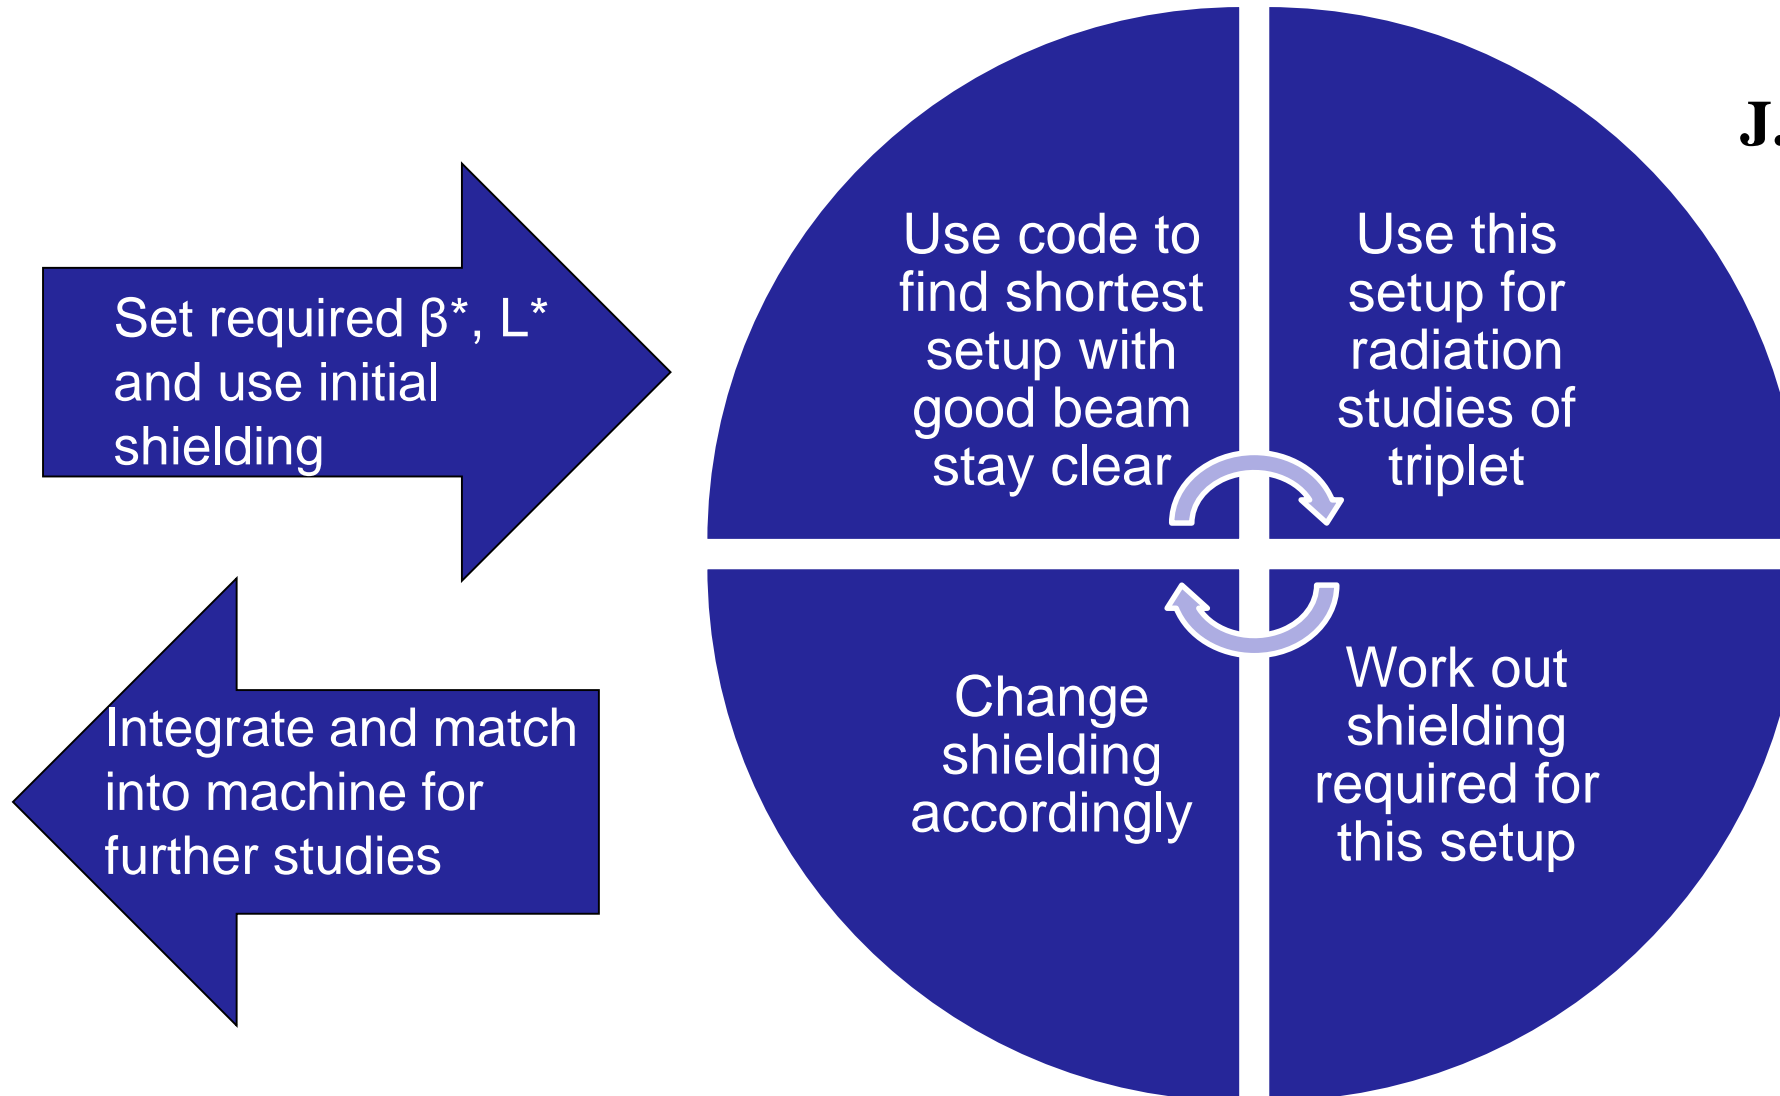 Set required β*, L*
and use initial
shielding
Use code to
find shortest
setup with
good beam
stay clear
Use this
setup for
radiation
studies of
triplet
J.
Integrate and match
into machine for
further studies
Change
shielding
accordingly
Work out
shielding
required for
this setup